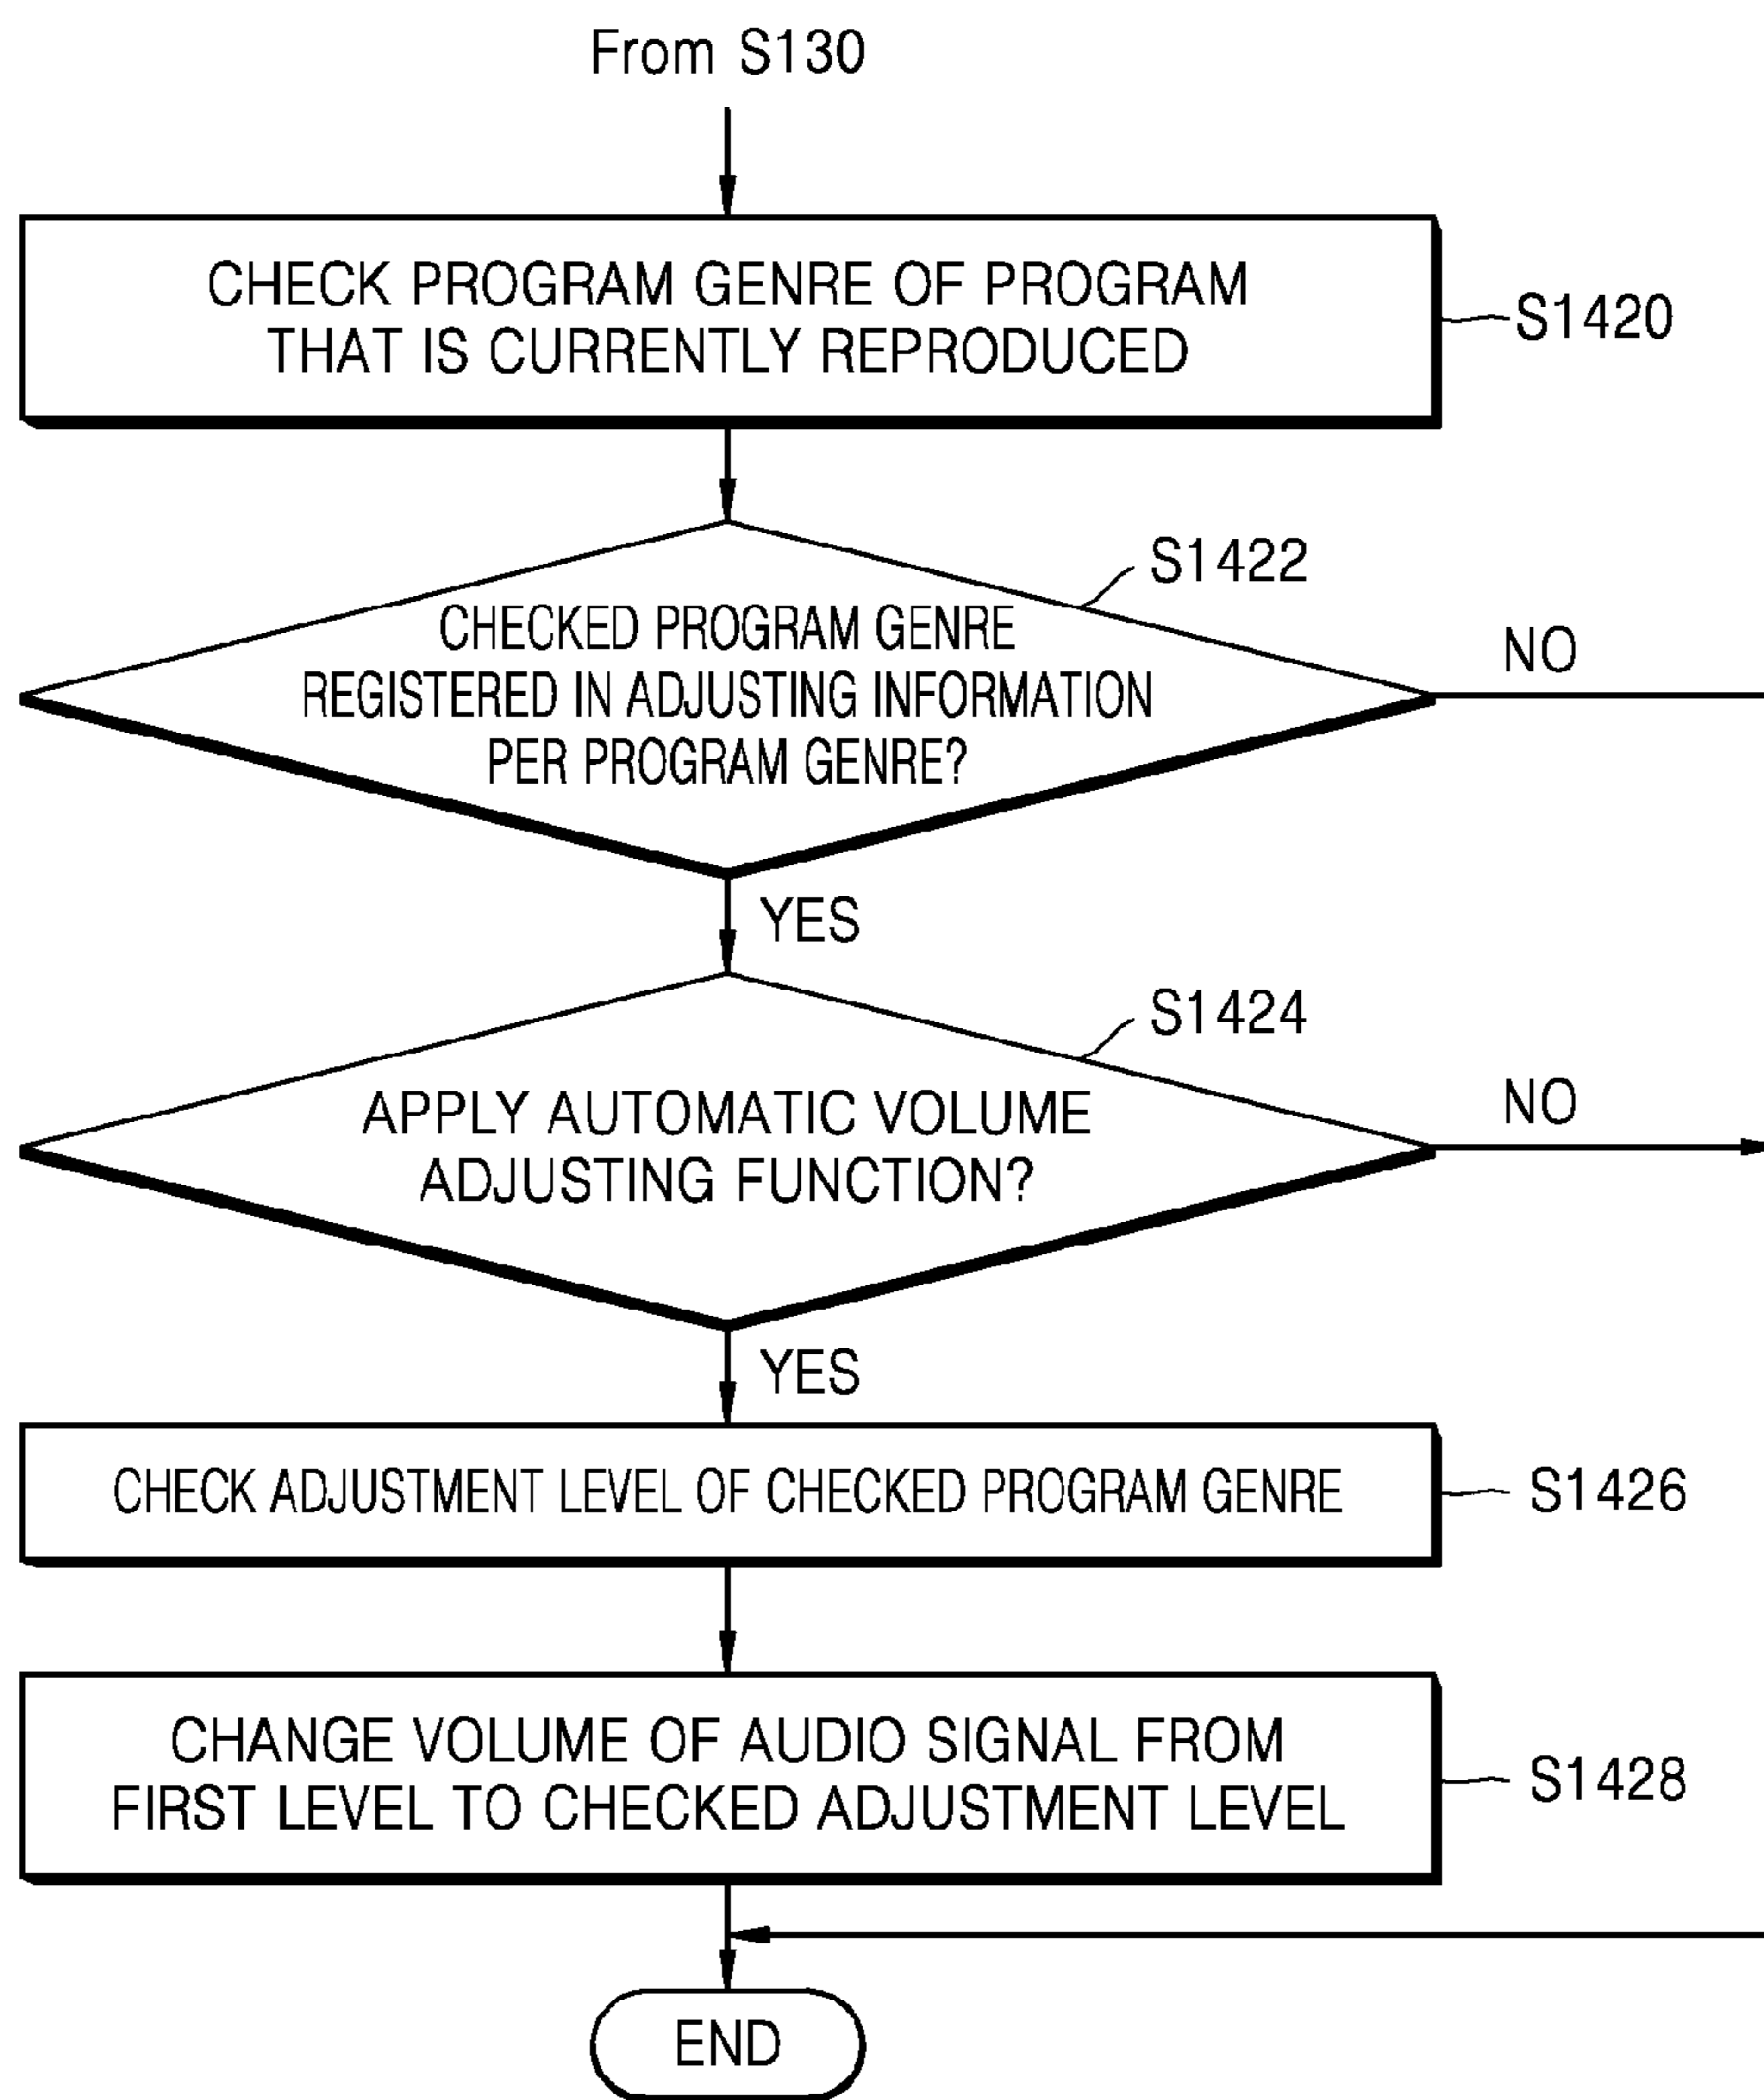 From S130
CHECK PROGRAM GENRE OF PROGRAM
THAT IS CURRENTLY REPRODUCED
S1420
S1422
CHECKED PROGRAM GENRE
REGISTERED IN ADJUSTING INFORMATION
PER PROGRAM GENRE?
NO
YES
S1424
APPLY AUTOMATIC VOLUME
ADJUSTING FUNCTION?
NO
YES
CHECK ADJUSTMENT LEVEL OF CHECKED PROGRAM GENRE
S1426
CHANGE VOLUME OF AUDIO SIGNAL FROM
FIRST LEVEL TO CHECKED ADJUSTMENT LEVEL
S1428
END